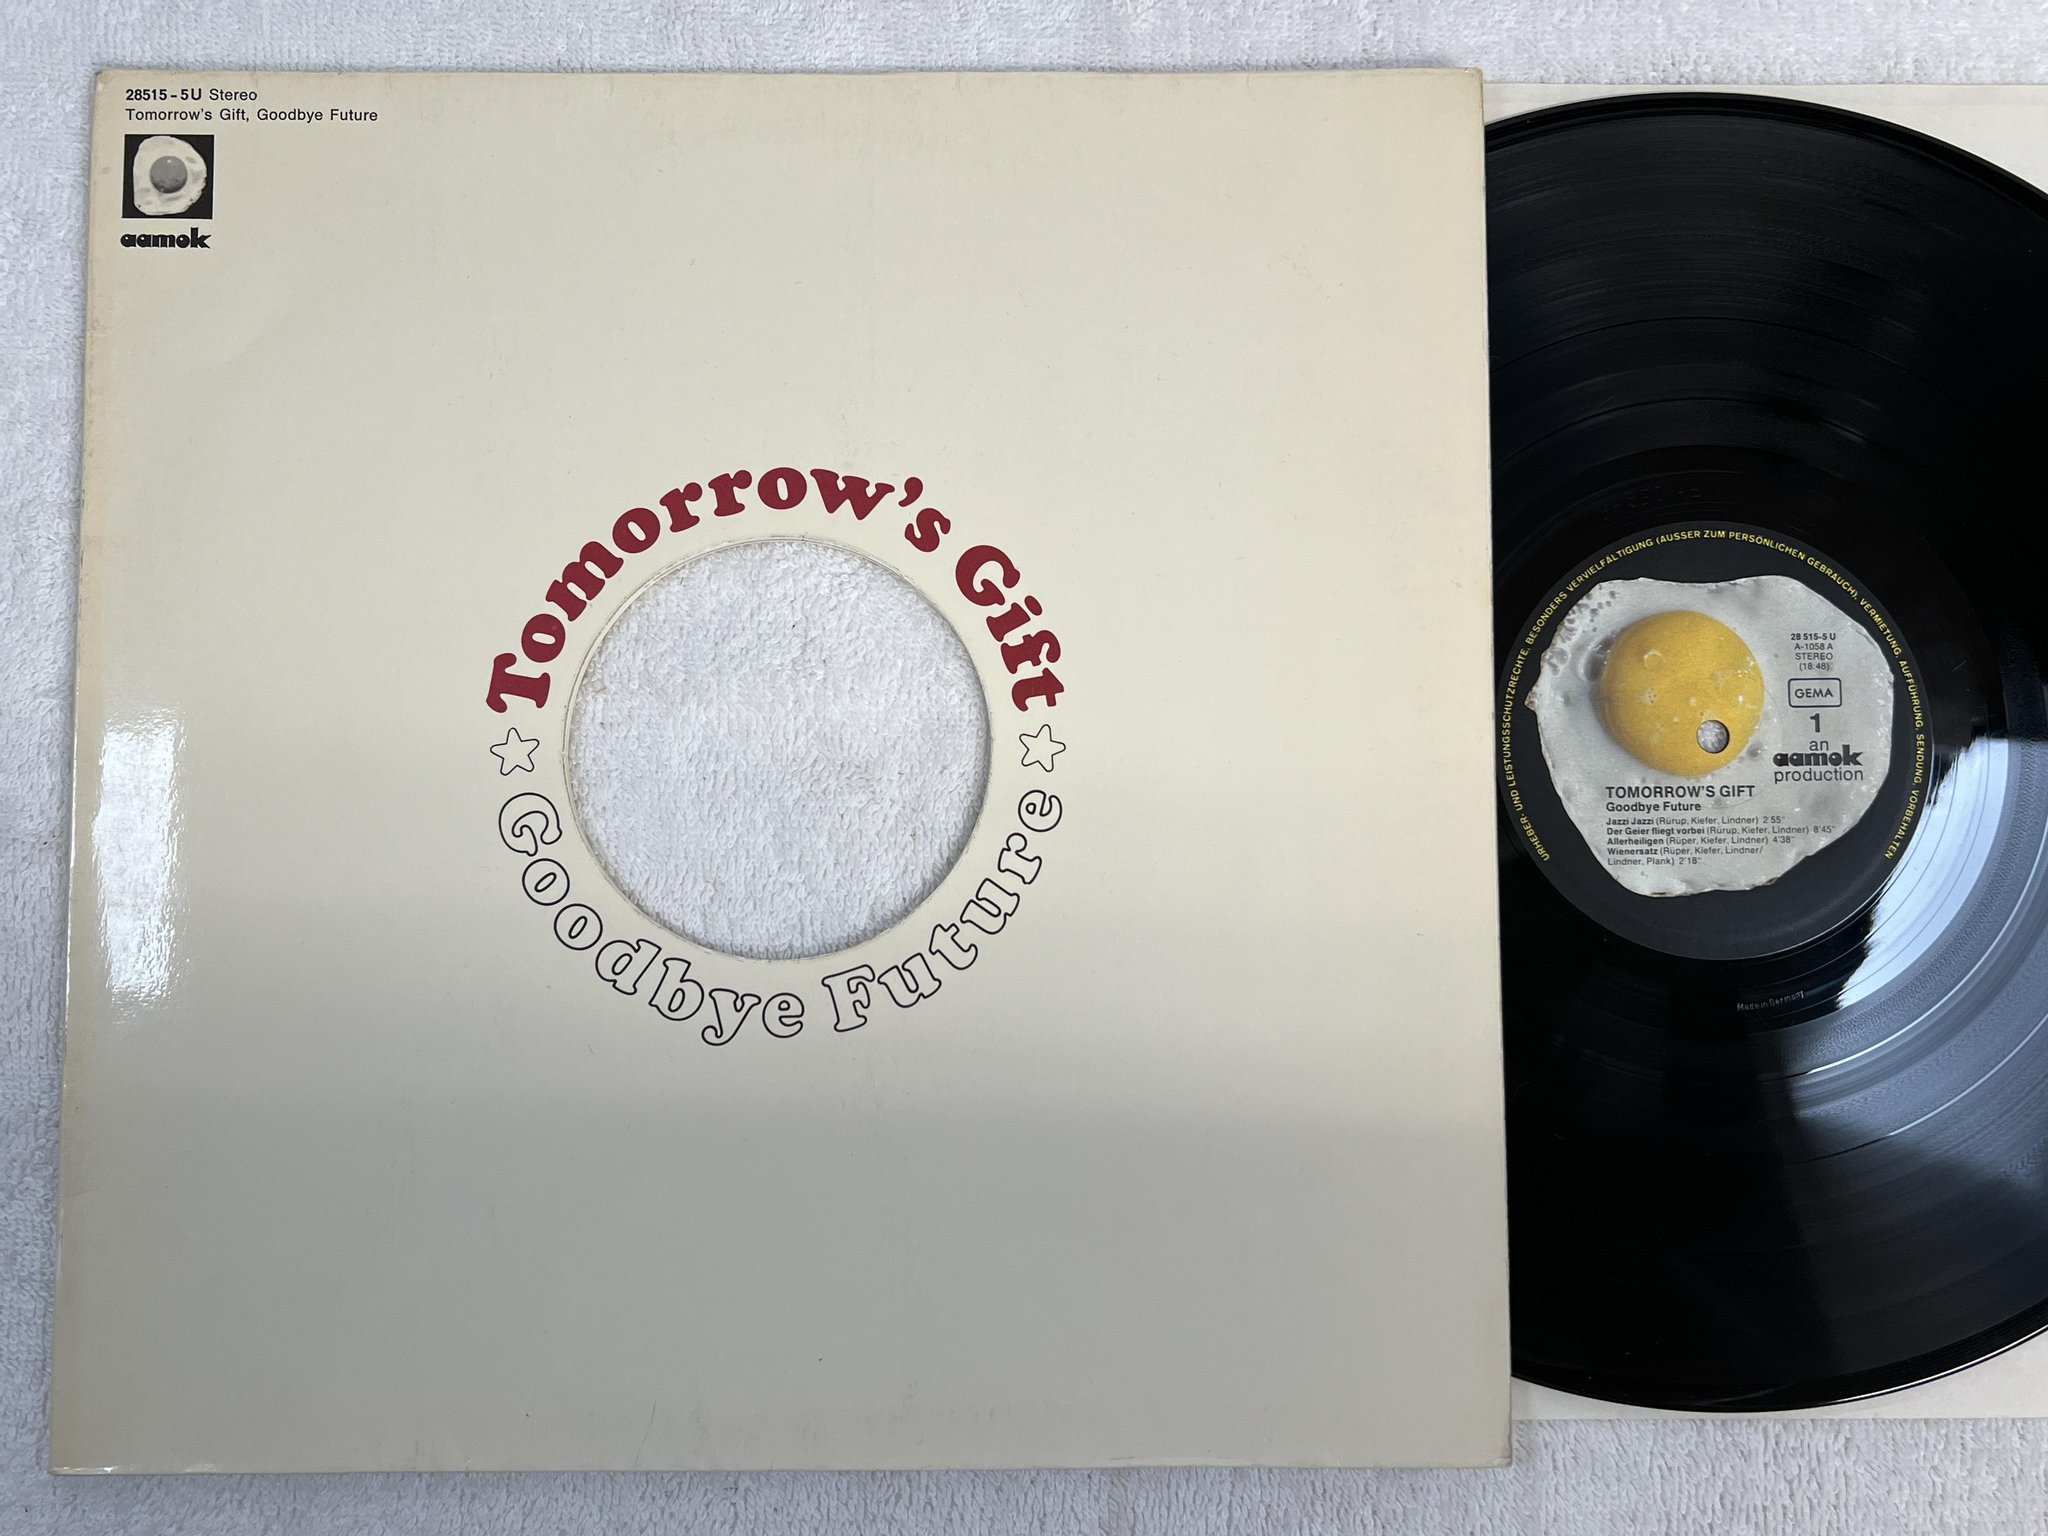 28515-5U Stereo
Tomorrow's Gift, Goodbye Future
aamok
Tomorrow's Gift
Goodbye Future
URHEBER- UND LEISTUNGSSCHUTZRECHTE, BESONDERS VERVIELFÄLTIGUNG (AUSSER ZUM PERSÖNLICHEN GEBRAUCH), VERMIETUNG, AUFFÜHRUNG, SENDUNG, VORBEHALTEN
28 515-5 U
A-1058 A
STEREO
(18:48)
GEMA
1
an
aamok
production
TOMORROW'S GIFT
Goodbye Future
Jazzi Jazzi (Rürup, Kiefer, Lindner) 2'55"
Der Geier fliegt vorbei (Rürup, Kiefer, Lindner) 8'45"
Allerheiligen (Rüper, Kiefer, Lindner) 4'38"
Wienersatz (Rüper, Kiefer, Lindner/
Lindner, Plank) 2'18"
Made in Germany